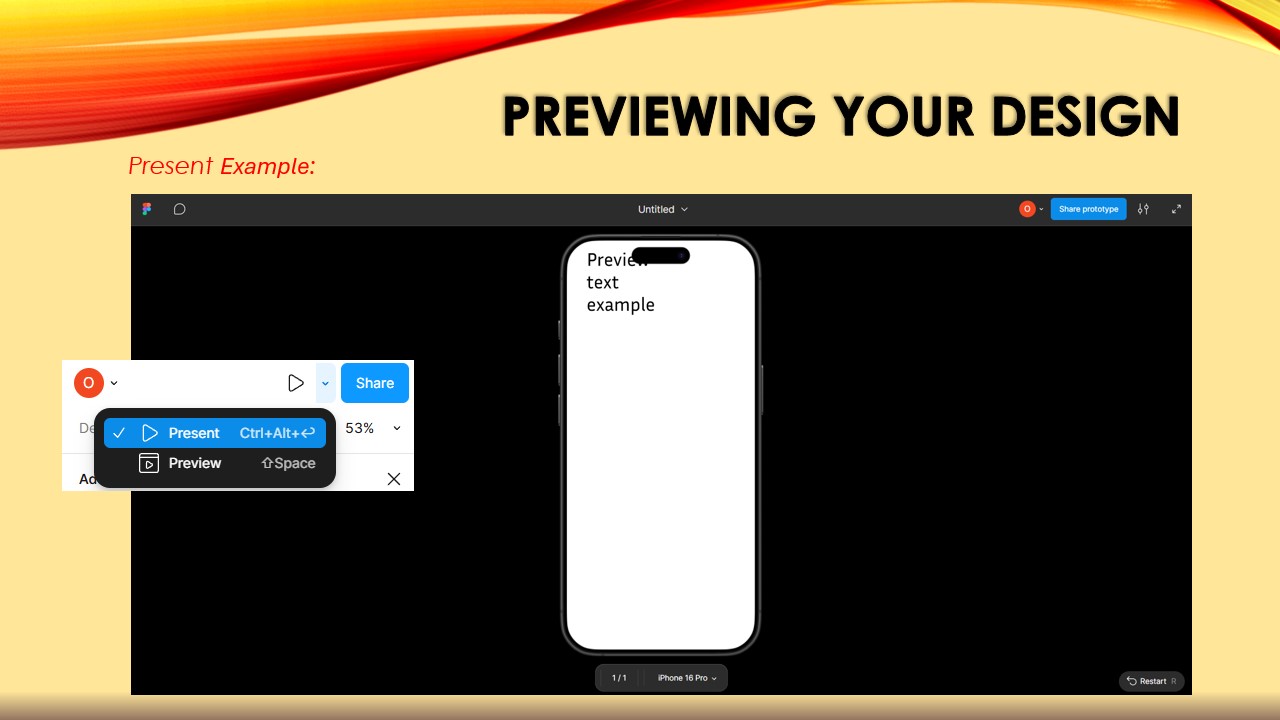 PREVIEWING YOUR DESIGN
Present Example:
Untitled
O
Share prototype
Preview
text
example
O
Share
De
53%
Present Ctrl+Alt+↩
Preview ⇧Space
Ad
1 / 1
iPhone 16 Pro
Restart R